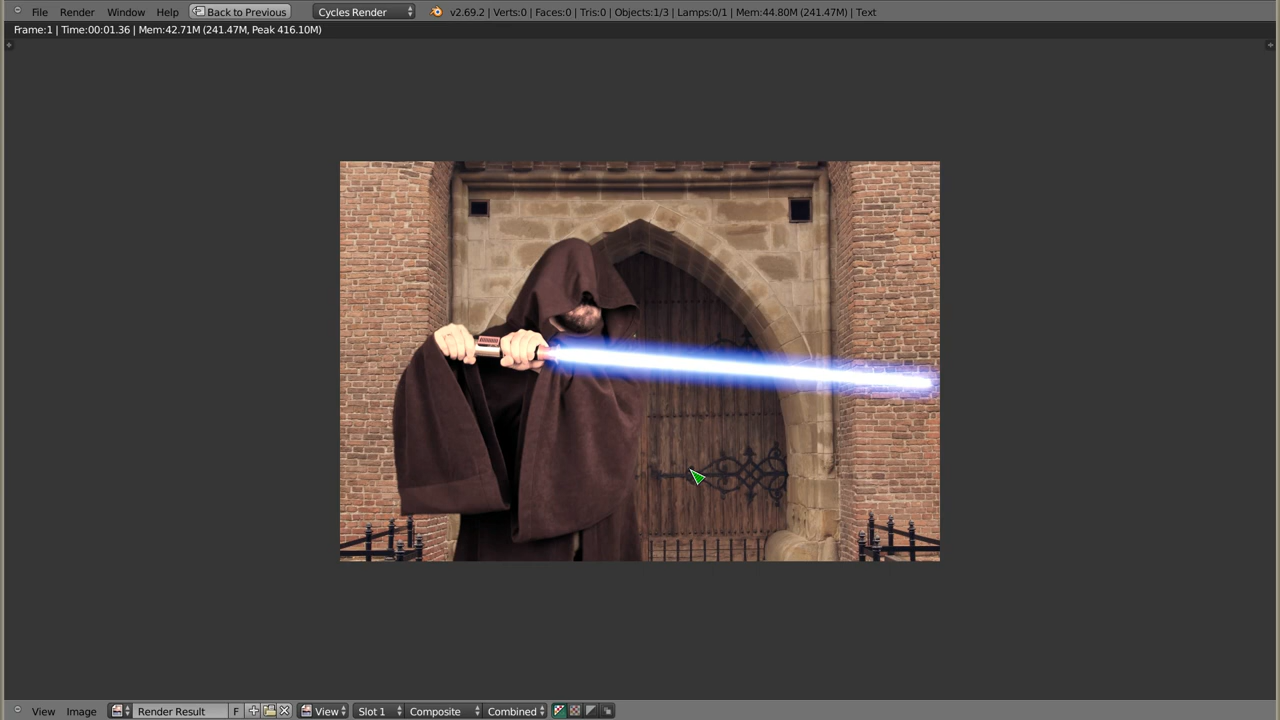 File Render Window Help Back to Previous Cycles Render v2.69.2 | Verts:0 | Faces:0 | Tris:0 | Objects:1/3 | Lamps:0/1 | Mem:44.80M (241.47M) | Text
Frame:1 | Time:00:01.36 | Mem:42.71M (241.47M, Peak 416.10M)
View Image Render Result F View Slot 1 Composite Combined